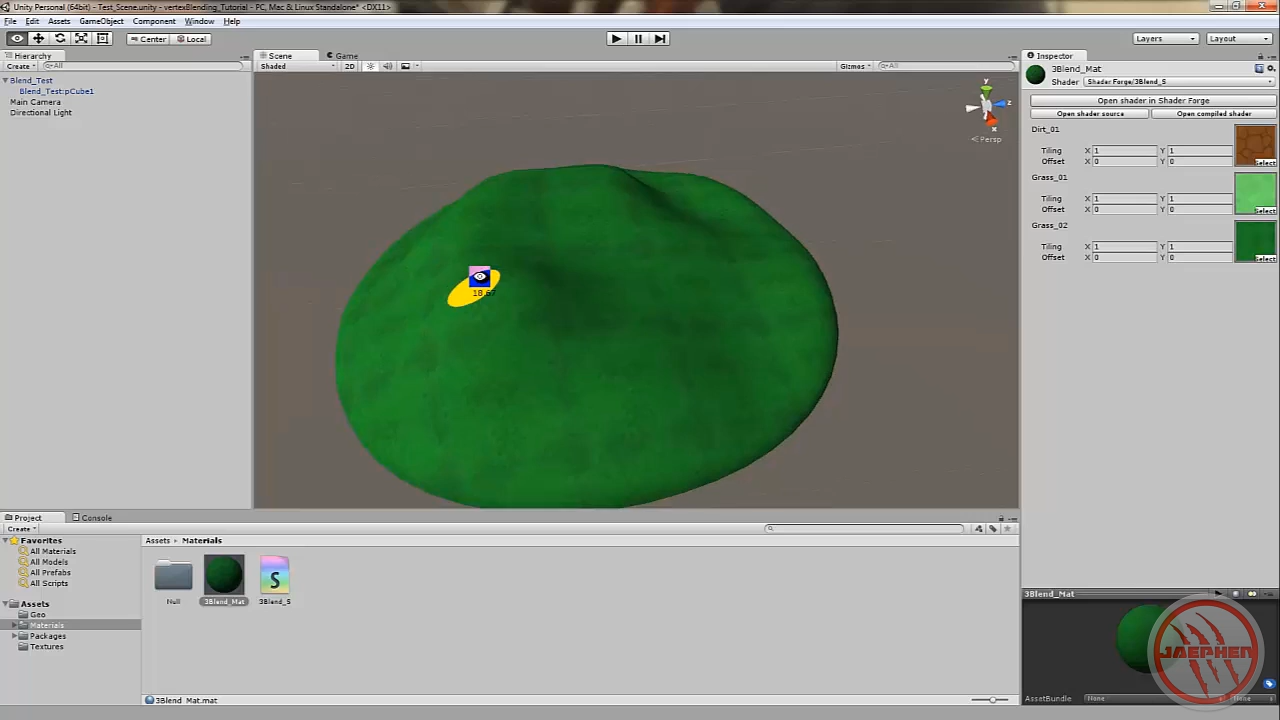 Unity Personal (64bit) - Test_Scene.unity - vertexBlending_Tutorial - PC, Mac & Linux Standalone* <DX11>
File Edit Assets GameObject Component Window Help
Center Local Layers Layout
Hierarchy
Create All
Blend_Test
Blend_Test:pCube1
Main Camera
Directional Light
Scene Game
Shaded 2D Gizmos All
y
z
x
Persp
Inspector
3Blend_Mat
Shader Shader Forge/3Blend_S
Open shader in Shader Forge
Open shader source Open compiled shader
Dirt_01
Tiling X 1 Y 1
Offset X 0 Y 0
Select
Grass_01
Tiling X 1 Y 1
Offset X 0 Y 0
Select
Grass_02
Tiling X 1 Y 1
Offset X 0 Y 0
Select
Project Console
Create
Favorites
All Materials
All Models
All Prefabs
All Scripts
Assets
Geo
Materials
Packages
Textures
Assets Materials
Null 3Blend_Mat 3Blend_S
S
3Blend_Mat.mat
3Blend_Mat
JAEPHEN
AssetBundle None None